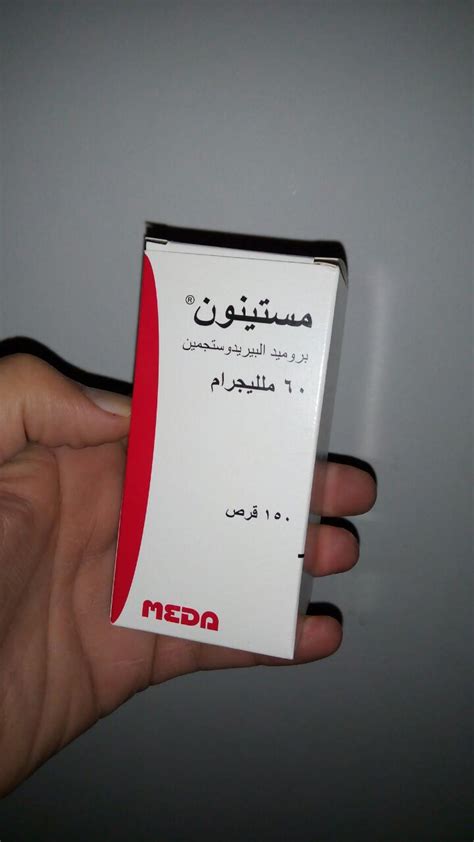 مستينون®
بروميد البيريدوستجمين
٦٠ ملليجرام
١٥٠ قرص
MEDA